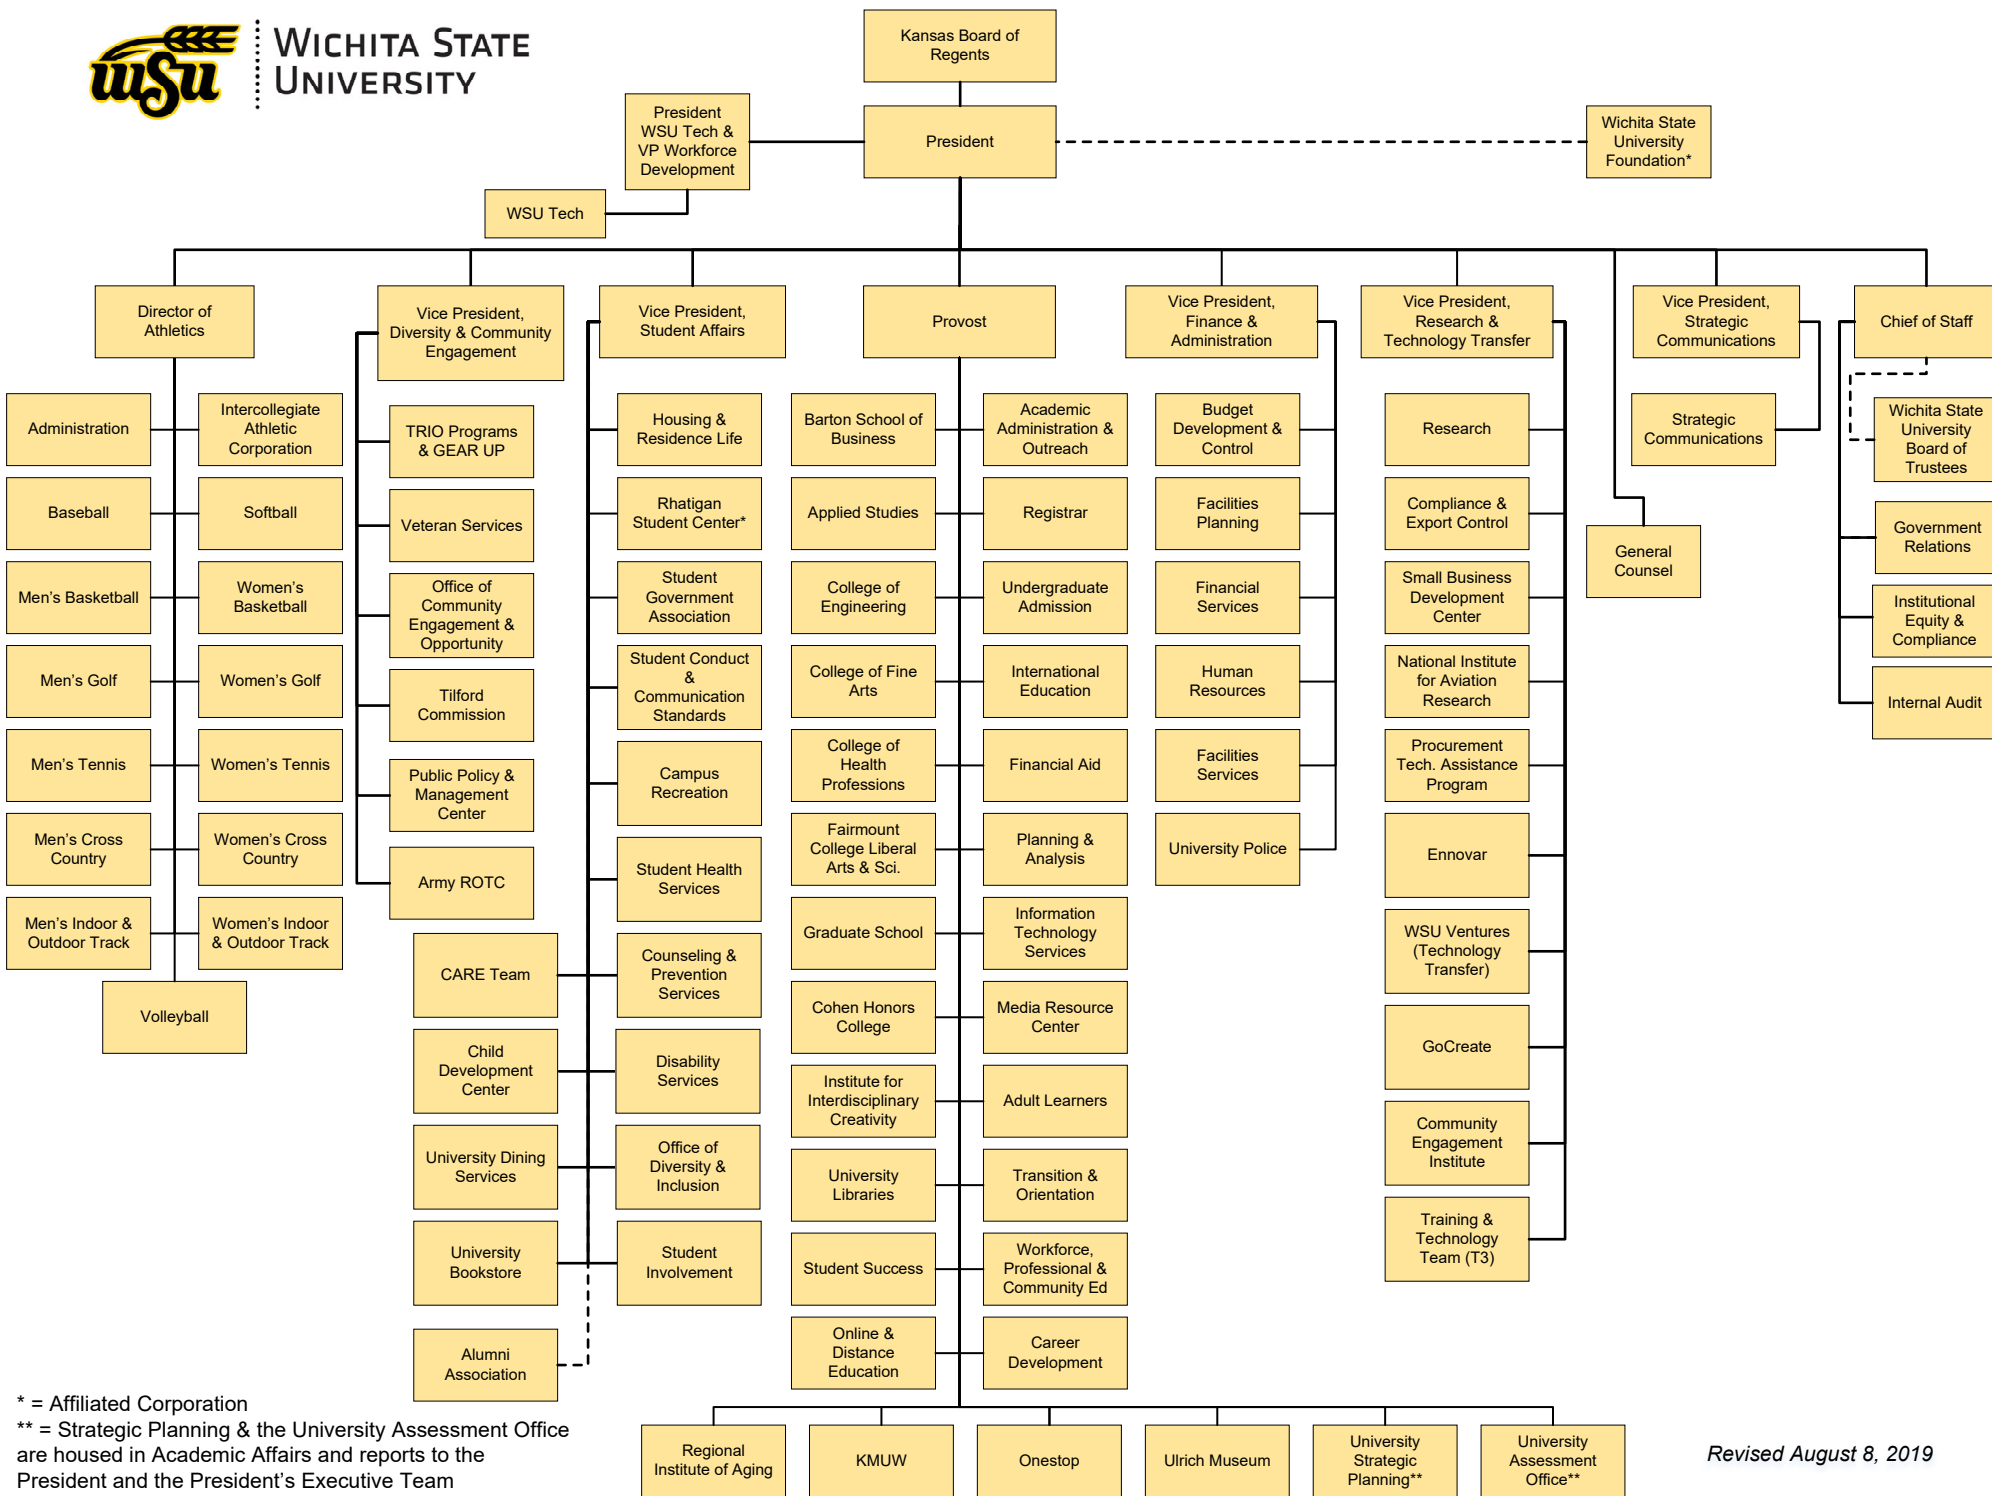 wsu
WICHITA STATE
UNIVERSITY
Kansas Board of
Regents
President
WSU Tech &
VP Workforce
Development
President
Wichita State
University
Foundation*
WSU Tech
Director of
Athletics
Vice President,
Diversity & Community
Engagement
Vice President,
Student Affairs
Provost
Vice President,
Finance &
Administration
Vice President,
Research &
Technology Transfer
Vice President,
Strategic
Communications
Chief of Staff
Administration
Intercollegiate
Athletic
Corporation
Baseball
Softball
Men's Basketball
Women's
Basketball
Men's Golf
Women's Golf
Men's Tennis
Women's Tennis
Men's Cross
Country
Women's Cross
Country
Men's Indoor &
Outdoor Track
Women's Indoor
& Outdoor Track
Volleyball
TRIO Programs
& GEAR UP
Veteran Services
Office of
Community
Engagement &
Opportunity
Tilford
Commission
Public Policy &
Management
Center
Army ROTC
Housing &
Residence Life
Rhatigan
Student Center*
Student
Government
Association
Student Conduct
&
Communication
Standards
Campus
Recreation
Student Health
Services
CARE Team
Counseling &
Prevention
Services
Child
Development
Center
Disability
Services
University Dining
Services
Office of
Diversity &
Inclusion
University
Bookstore
Student
Involvement
Alumni
Association
Barton School of
Business
Academic
Administration &
Outreach
Applied Studies
Registrar
College of
Engineering
Undergraduate
Admission
College of Fine
Arts
International
Education
College of
Health
Professions
Financial Aid
Fairmount
College Liberal
Arts & Sci.
Planning &
Analysis
Graduate School
Information
Technology
Services
Cohen Honors
College
Media Resource
Center
Institute for
Interdisciplinary
Creativity
Adult Learners
University
Libraries
Transition &
Orientation
Student Success
Workforce,
Professional &
Community Ed
Online &
Distance
Education
Career
Development
Budget
Development &
Control
Facilities
Planning
Financial
Services
Human
Resources
Facilities
Services
University Police
Research
Compliance &
Export Control
Small Business
Development
Center
National Institute
for Aviation
Research
Procurement
Tech. Assistance
Program
Ennovar
WSU Ventures
(Technology
Transfer)
GoCreate
Community
Engagement
Institute
Training &
Technology
Team (T3)
General
Counsel
Strategic
Communications
Wichita State
University
Board of
Trustees
Government
Relations
Institutional
Equity &
Compliance
Internal Audit
Regional
Institute of Aging
KMUW
Onestop
Ulrich Museum
University
Strategic
Planning**
University
Assessment
Office**
* = Affiliated Corporation
** = Strategic Planning & the University Assessment Office
are housed in Academic Affairs and reports to the
President and the President's Executive Team
Revised August 8, 2019